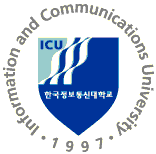 Information and Communications University
· 1997 ·
ICU
한국정보통신대학교